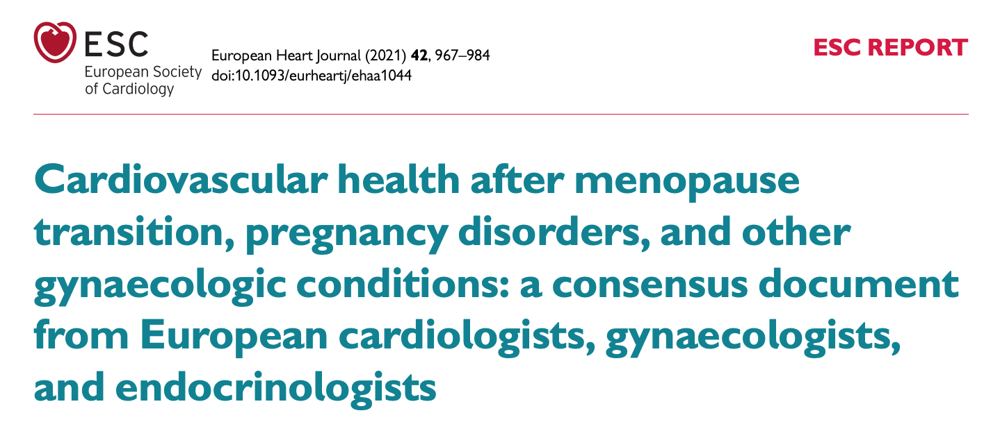 ESC
European Society
of Cardiology
European Heart Journal (2021) 42, 967–984
doi:10.1093/eurheartj/ehaa1044
ESC REPORT
Cardiovascular health after menopause
transition, pregnancy disorders, and other
gynaecologic conditions: a consensus document
from European cardiologists, gynaecologists,
and endocrinologists